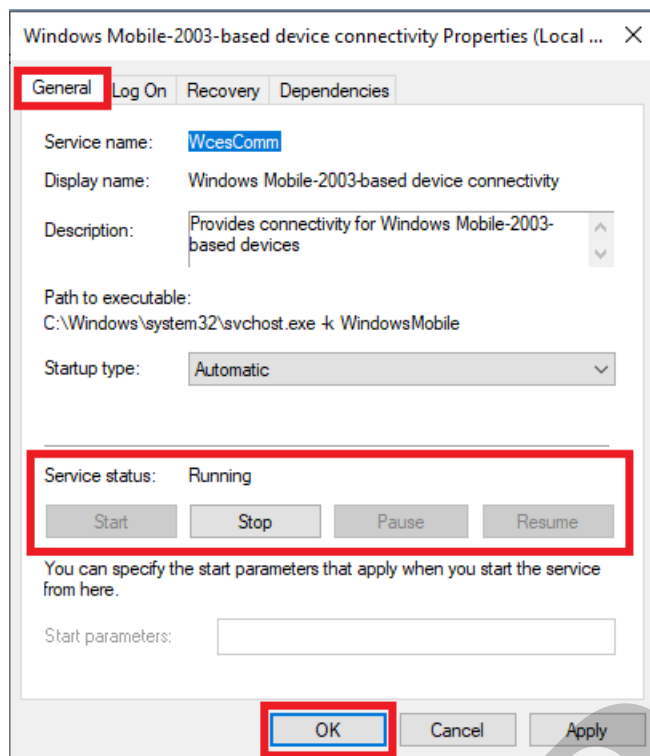 Windows Mobile-2003-based device connectivity Properties (Local ...
General Log On Recovery Dependencies
Service name: WcesComm
Display name: Windows Mobile-2003-based device connectivity
Description: Provides connectivity for Windows Mobile-2003-
based devices
Path to executable:
C:\Windows\system32\svchost.exe -k WindowsMobile
Startup type: Automatic
Service status: Running
Start Stop Pause Resume
You can specify the start parameters that apply when you start the service
from here.
Start parameters:
OK Cancel Apply